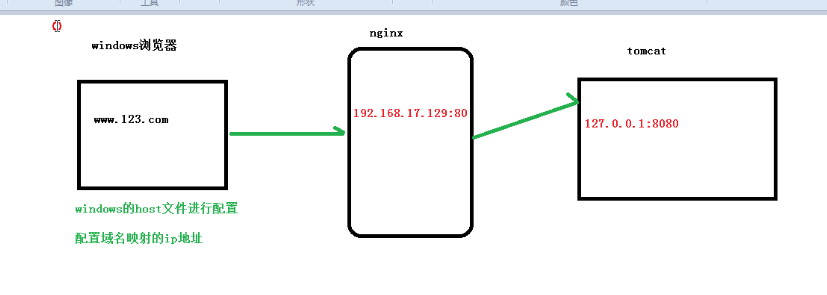 图像
工具
形状
颜色
windows浏览器
nginx
tomcat
www.123.com
192.168.17.129:80
127.0.0.1:8080
windows的host文件进行配置
配置域名映射的ip地址